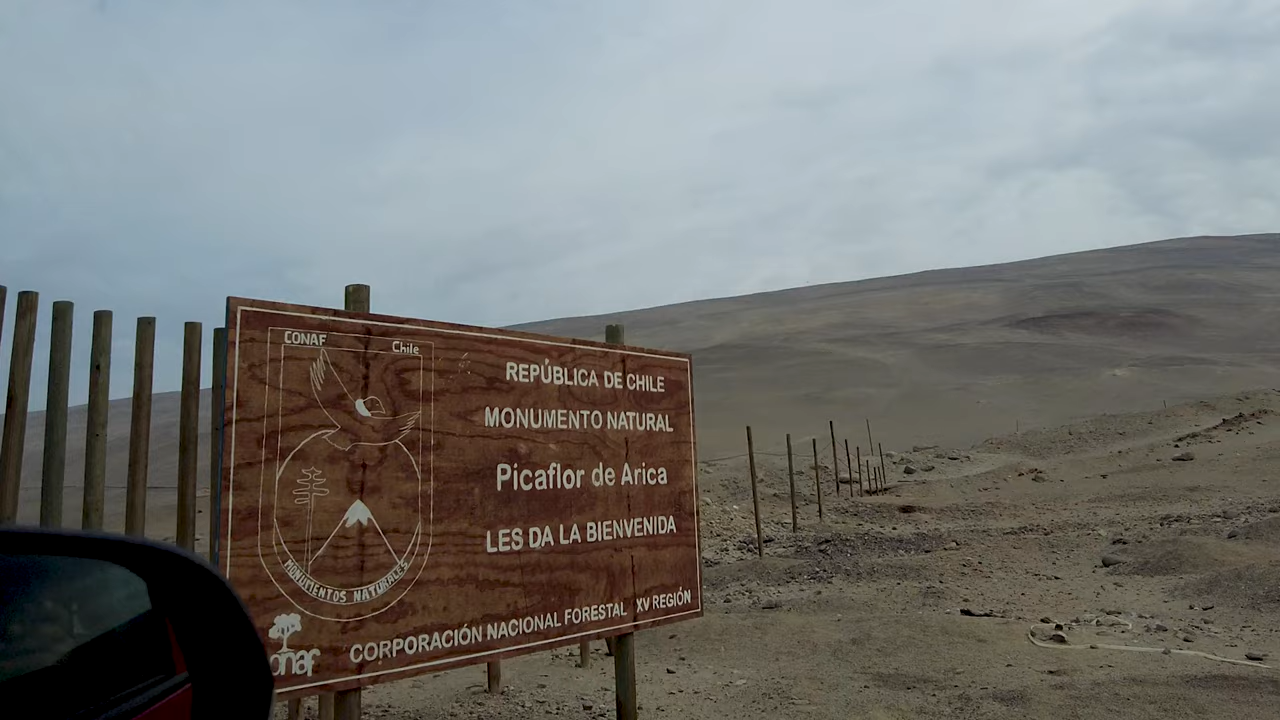 CONAF Chile
MONUMENTOS NATURALES
conaf
REPÚBLICA DE CHILE
MONUMENTO NATURAL
Picaflor de Arica
LES DA LA BIENVENIDA
CORPORACIÓN NACIONAL FORESTAL XV REGIÓN